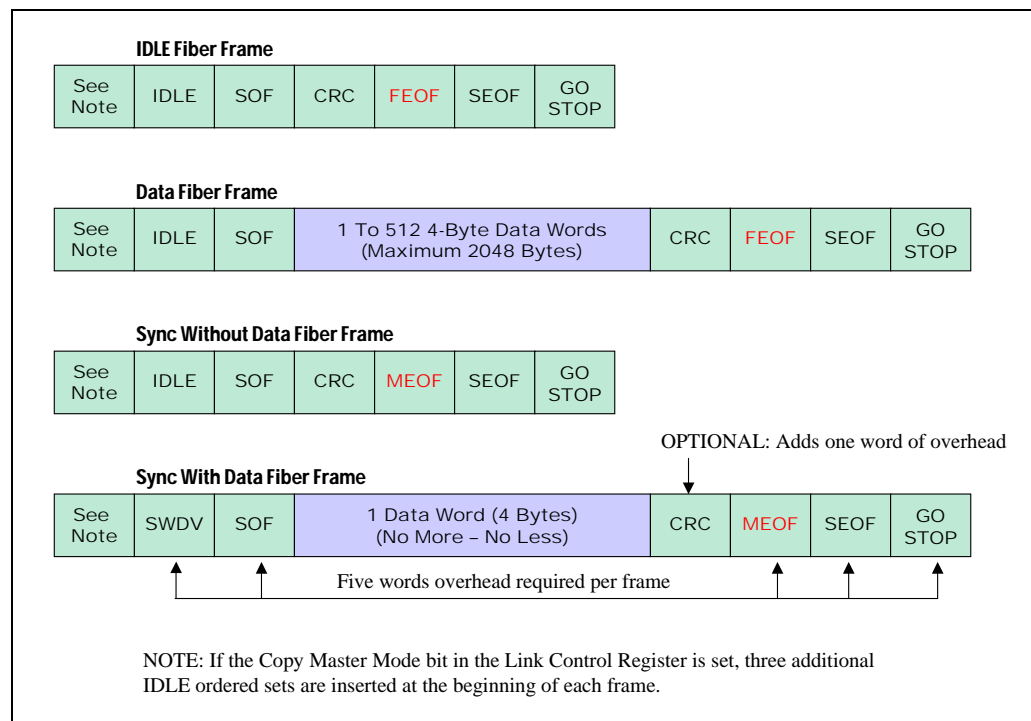 IDLE Fiber Frame
See Note IDLE SOF CRC FEOF SEOF GO STOP
Data Fiber Frame
See Note IDLE SOF 1 To 512 4-Byte Data Words (Maximum 2048 Bytes) CRC FEOF SEOF GO STOP
Sync Without Data Fiber Frame
See Note IDLE SOF CRC MEOF SEOF GO STOP
OPTIONAL: Adds one word of overhead
Sync With Data Fiber Frame
See Note SWDV SOF 1 Data Word (4 Bytes) (No More – No Less) CRC MEOF SEOF GO STOP
Five words overhead required per frame
NOTE: If the Copy Master Mode bit in the Link Control Register is set, three additional
IDLE ordered sets are inserted at the beginning of each frame.